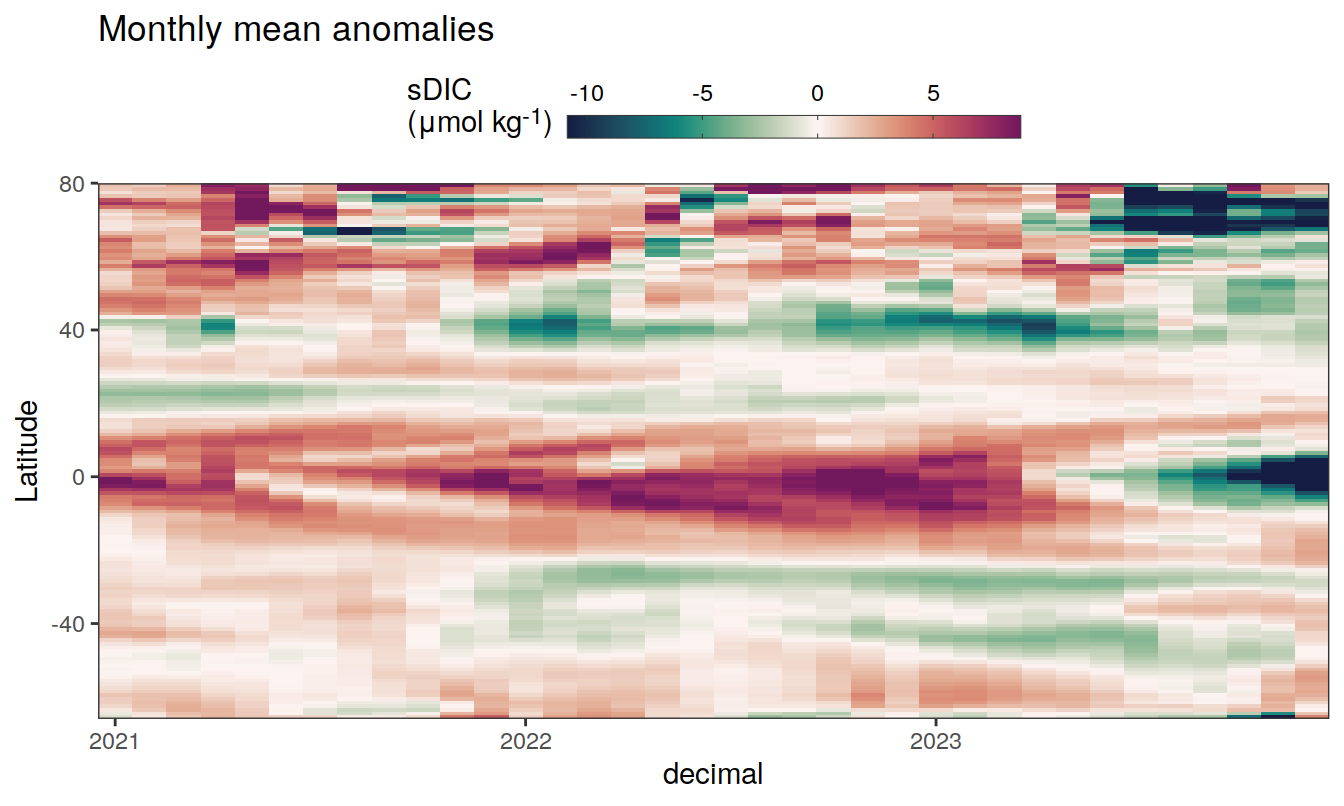 Monthly mean anomalies
sDIC
(µmol kg⁻¹)
-10 -5 0 5
80
40
0
-40
Latitude
2021 2022 2023
decimal